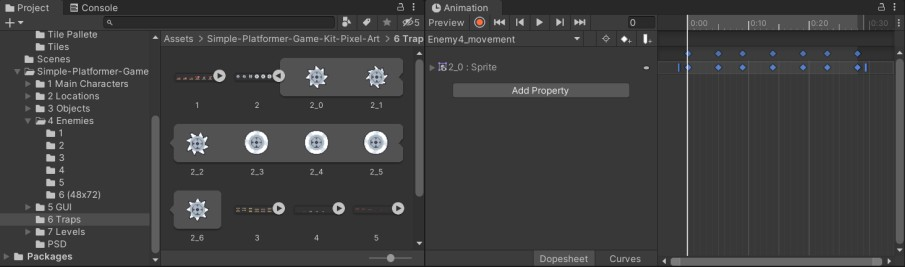 Project
Console
5
Tile Pallete
Tiles
Scenes
Simple-Platformer-Game
1 Main Characters
2 Locations
3 Objects
4 Enemies
1
2
3
4
5
6 (48x72)
5 GUI
6 Traps
7 Levels
PSD
Packages
Assets > Simple-Platformer-Game-Kit-Pixel-Art > 6 Trap
1 2 2_0 2_1
2_2 2_3 2_4 2_5
2_6 3 4 5
Animation
Preview 0
Enemy4_movement
2_0 : Sprite
Add Property
Dopesheet Curves
0:00 0:10 0:20 0:30